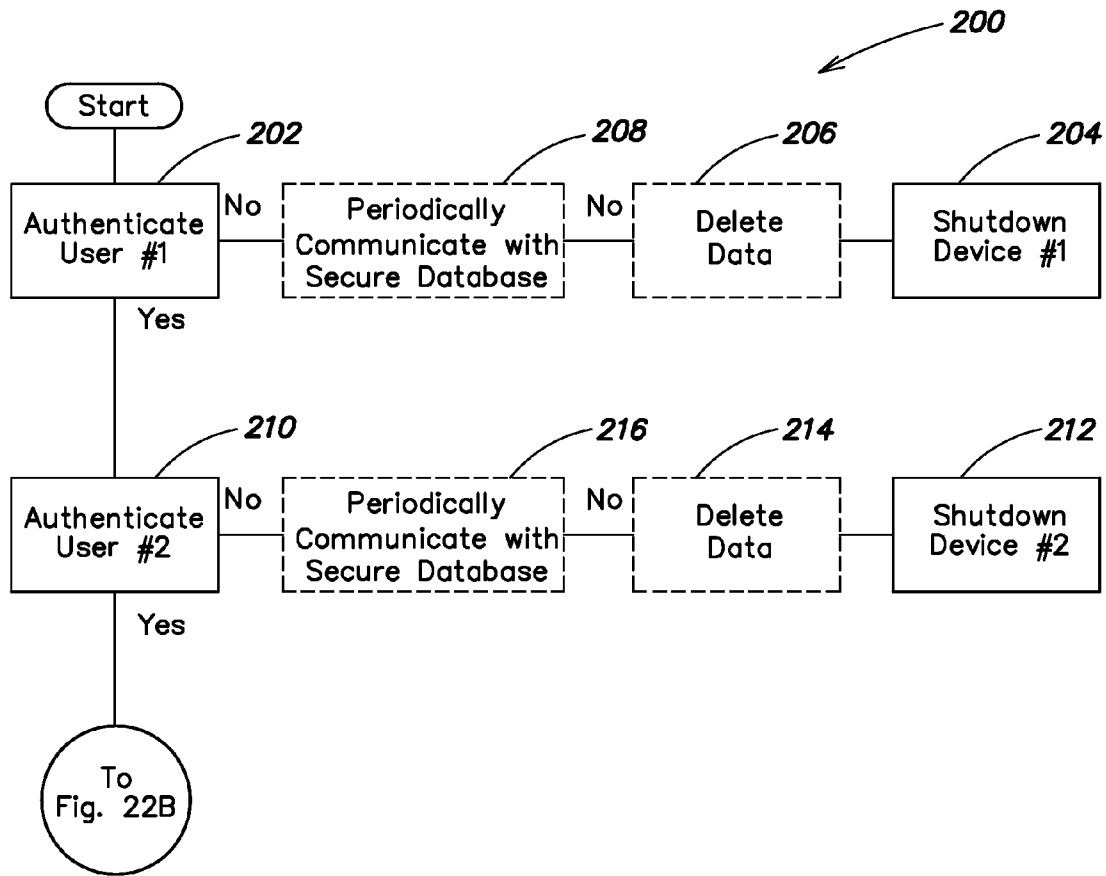 200
Start
202
208
206
204
Authenticate
User #1
No
Periodically
Communicate with
Secure Database
No
Delete
Data
Shutdown
Device #1
Yes
210
216
214
212
Authenticate
User #2
No
Periodically
Communicate with
Secure Database
No
Delete
Data
Shutdown
Device #2
Yes
To
Fig. 22B